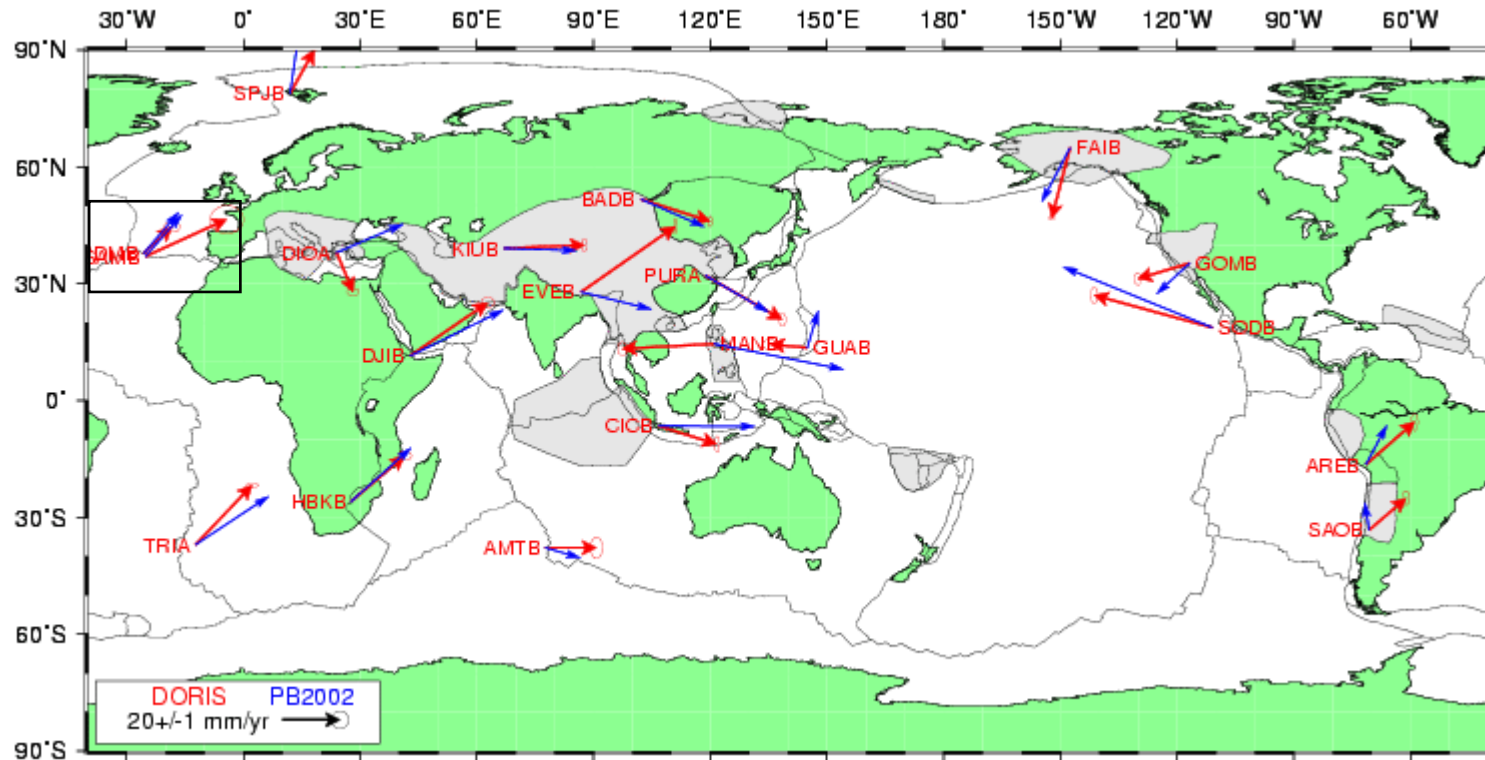 30°W 0° 30°E 60°E 90°E 120°E 150°E 180° 150°W 120°W 90°W 60°W
90°N
SPJB
60°N
FAIB
BADB
DIOA
KIUB
GOMB
30°N
PURA
EVEB
SODB
DJIB
MANB
GUAB
0°
CIOB
AREB
HBKB
30°S
SAOB
TRIA
AMTB
60°S
DORIS PB2002
20+/-1 mm/yr
90°S